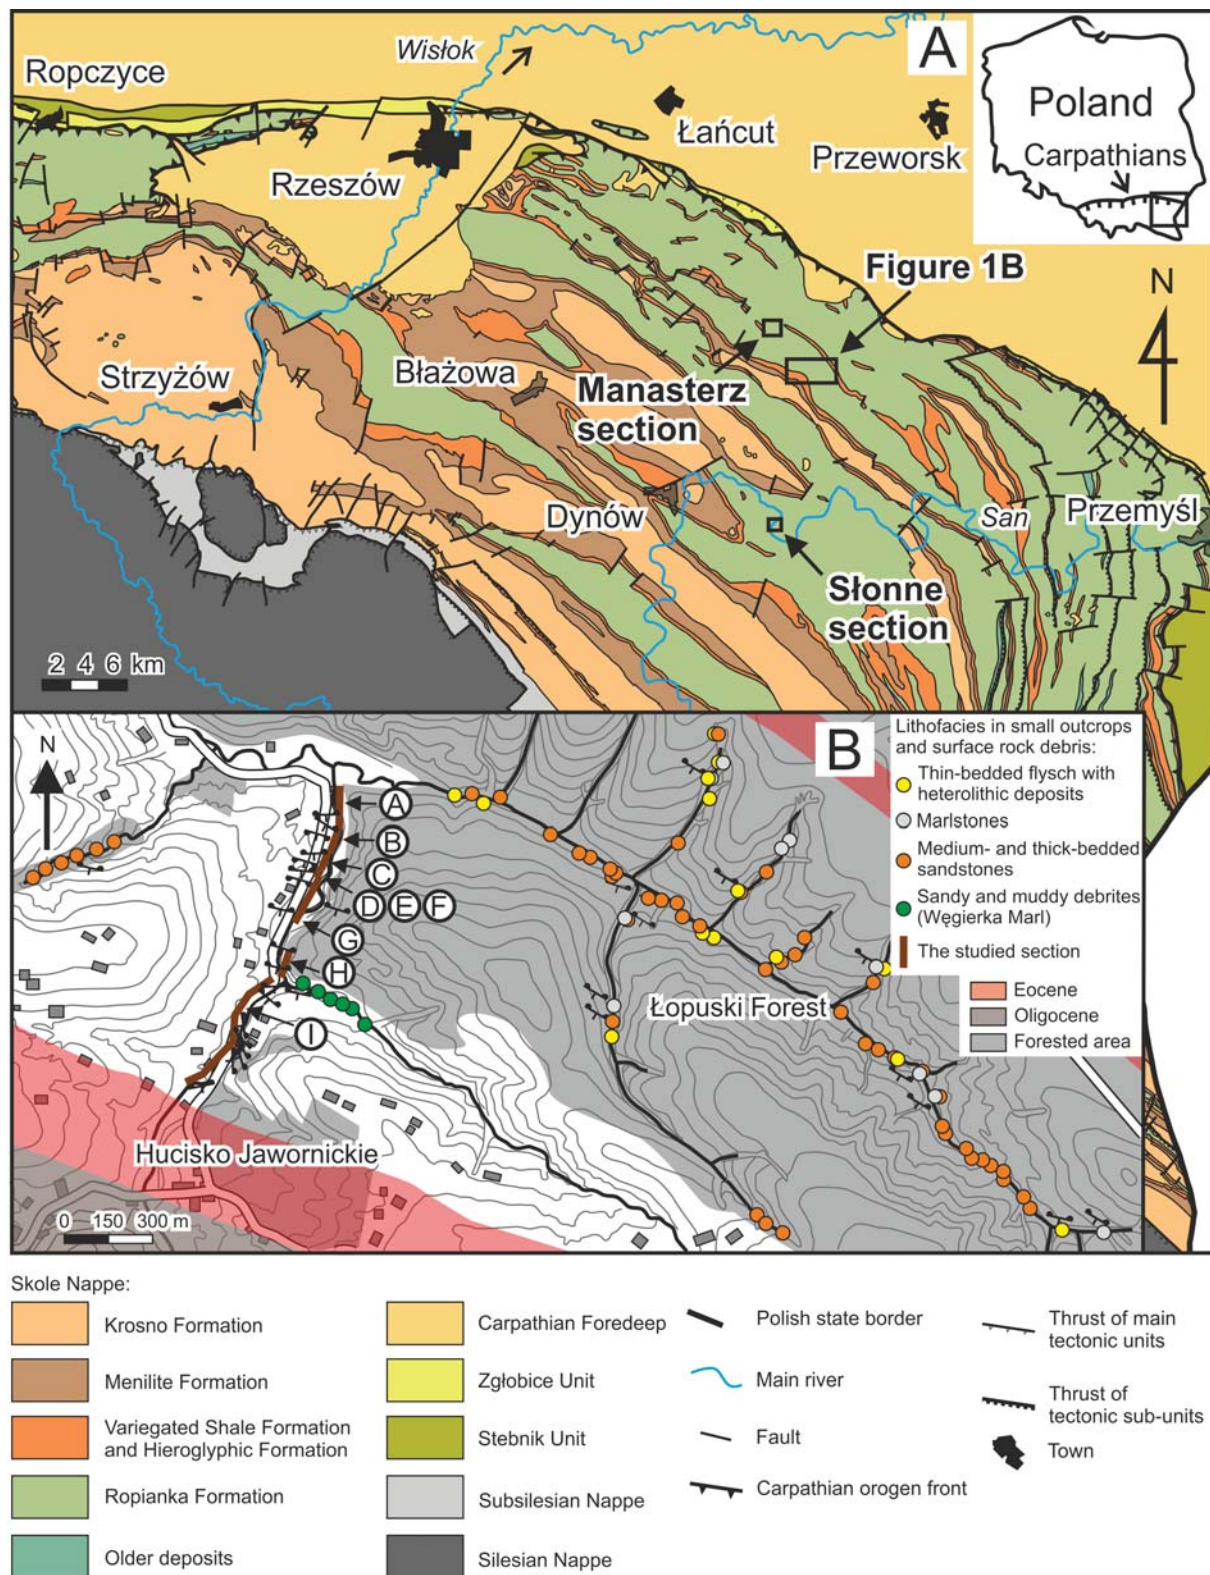 Wisłok
A
Ropczyce
Poland
Carpathians
Łańcut
Przeworsk
Rzeszów
Figure 1B
N
Strzyżów
Błażowa
Manasterz
section
Dynów
San
Przemyśl
Słonne
section
2 4 6 km
N
B
Lithofacies in small outcrops
and surface rock debris:
Thin-bedded flysch with
heterolithic deposits
Marlstones
Medium- and thick-bedded
sandstones
Sandy and muddy debrites
(Węgierka Marl)
The studied section
Eocene
Oligocene
Forested area
A
B
C
D E F
G
H
I
Łopuski Forest
Hucisko Jawornickie
0 150 300 m
Skole Nappe:
Krosno Formation
Menilite Formation
Variegated Shale Formation
and Hieroglyphic Formation
Ropianka Formation
Older deposits
Carpathian Foredeep
Zgłobice Unit
Stebnik Unit
Subsilesian Nappe
Silesian Nappe
Polish state border
Main river
Fault
Carpathian orogen front
Thrust of main
tectonic units
Thrust of
tectonic sub-units
Town